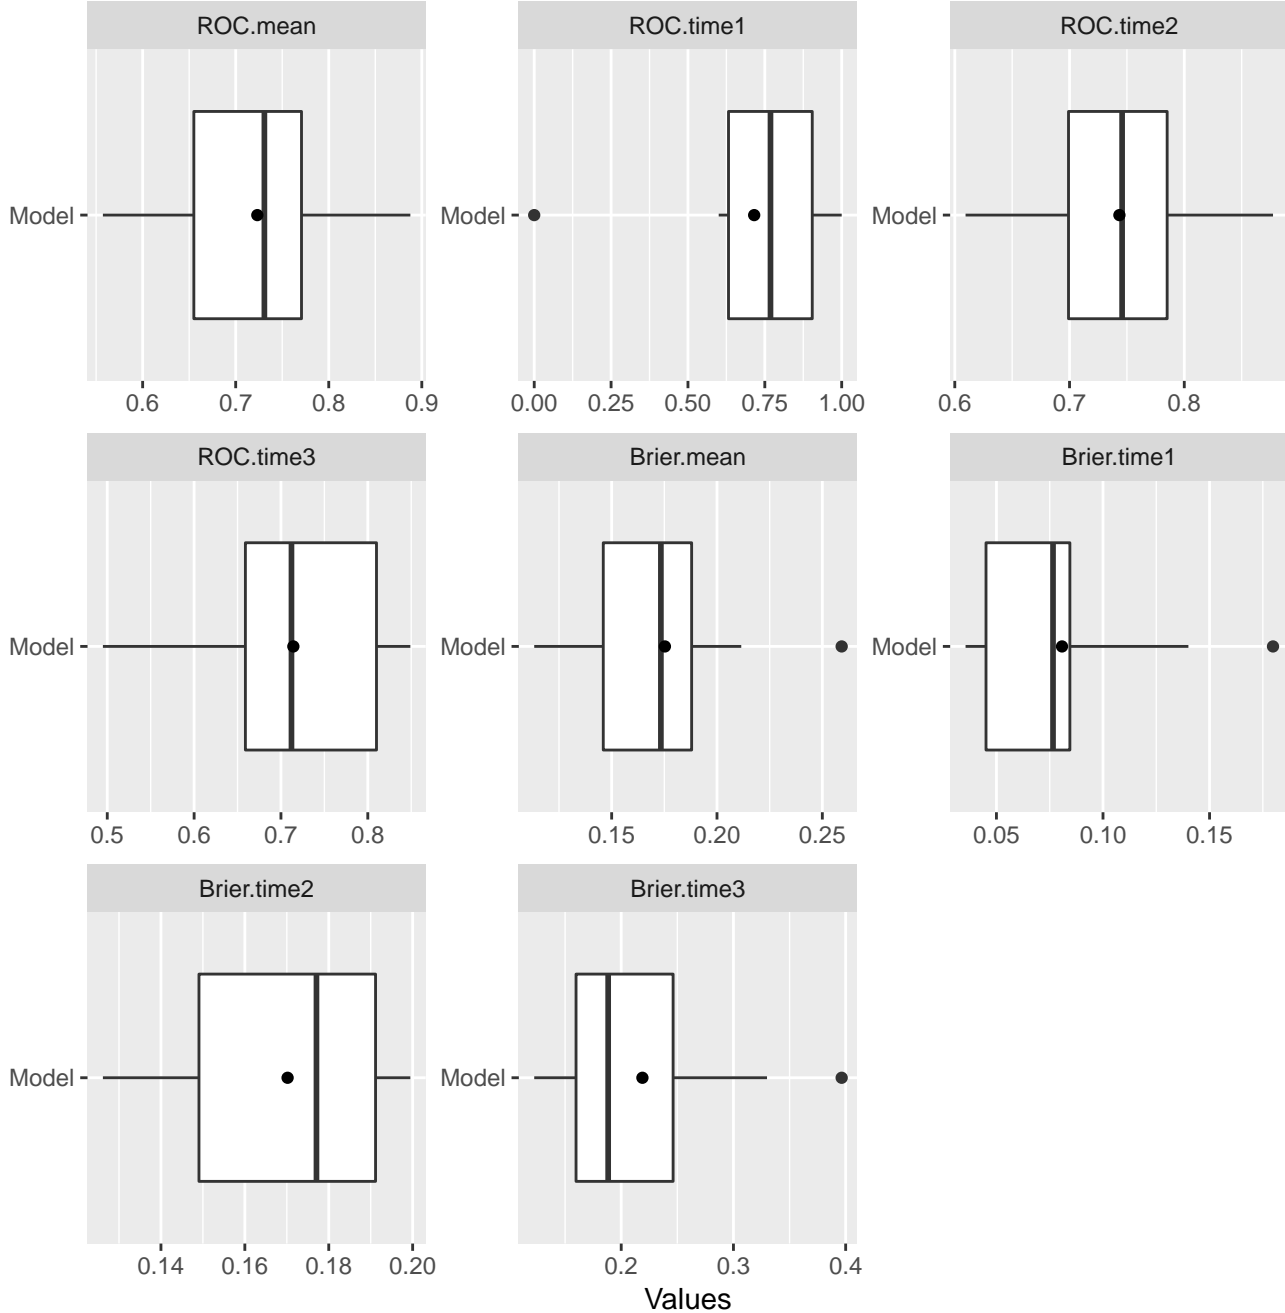 ROC.mean ROC.time1 ROC.time2
Model Model Model
0.6 0.7 0.8 0.9 0.00 0.25 0.50 0.75 1.00 0.6 0.7 0.8
ROC.time3 Brier.mean Brier.time1
Model Model Model
0.5 0.6 0.7 0.8 0.15 0.20 0.25 0.05 0.10 0.15
Brier.time2 Brier.time3
Model Model
0.14 0.16 0.18 0.20 0.2 0.3 0.4
Values